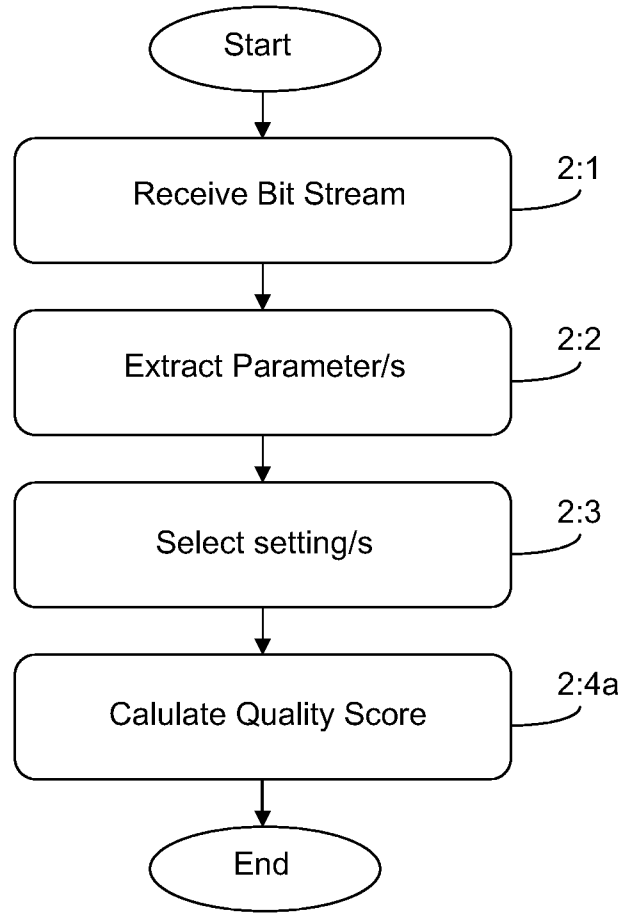 Start
Receive Bit Stream
2:1
Extract Parameter/s
2:2
Select setting/s
2:3
Calulate Quality Score
2:4a
End